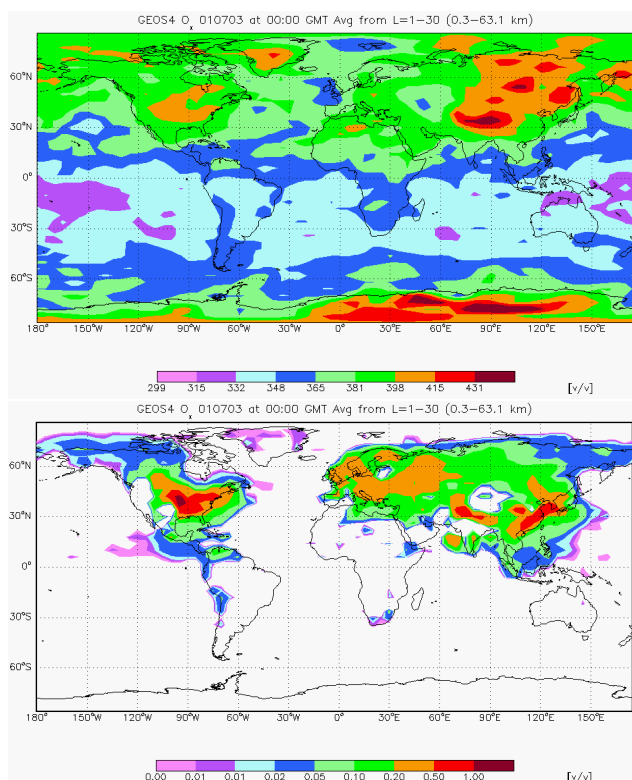 GEOS4 Ox 010703 at 00:00 GMT Avg from L=1-30 (0.3-63.1 km)
60°N
30°N
0°
30°S
60°S
180° 150°W 120°W 90°W 60°W 30°W 0° 30°E 60°E 90°E 120°E 150°E
299 315 332 348 365 381 398 415 431 [v/v]
GEOS4 Ox 010703 at 00:00 GMT Avg from L=1-30 (0.3-63.1 km)
60°N
30°N
0°
30°S
60°S
180° 150°W 120°W 90°W 60°W 30°W 0° 30°E 60°E 90°E 120°E 150°E
0.00 0.01 0.01 0.02 0.05 0.10 0.20 0.50 1.09 [v/v]